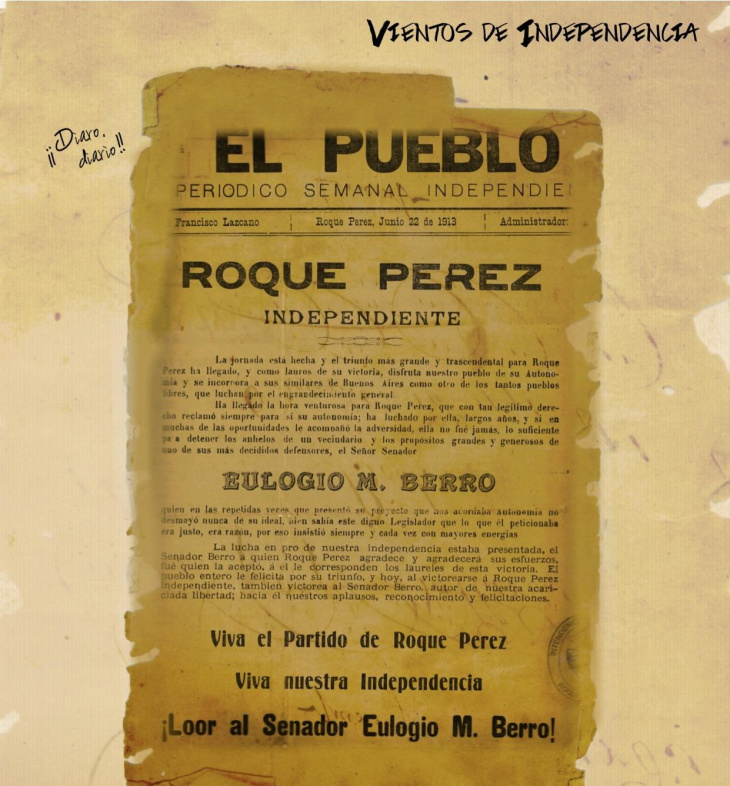 VIENTOS DE INDEPENDENCIA
¡¡Diaro,
diario!!
EL PUEBLO
PERIODICO SEMANAL INDEPENDIE
Francisco Lazcano | Roque Perez, Junio 22 de 1913 | Administrador:
ROQUE PEREZ
INDEPENDIENTE
La jornada está hecha y el triunfo más grande y trascendental para Roque
Perez ha llegado, y como lauros de su victoria, disfruta nuestro pueblo de su Autono-
mia y se incorpora a sus similares de Buenos Aires como otro de los tantos pueblos
libres, que luchan por el engrandecimiento general.
Ha llegado la hora venturosa para Roque Perez, que con tan legitimo dere-
cho reclamó siempre para si su autonomia; ha luchado por ella, largos años, y si en
muchas de las oportunidades le acompañó la adversidad, ella no fué jamás, lo suficiente
pa a detener los anhelos de un vecindario y los propósitos grandes y generosos de
uno de sus más decididos defensores, el Señor Senador
EULOGIO M. BERRO
quien en las repetidas veces que presentó su proyecto que nos acordaba autonomia no
desmayó nunca de su ideal, bien sabia este digno Legislador que lo que él peticionaba
era justo, era razón, por eso insistió siempre y cada vez con mayores energias
La lucha en pro de nuestra independencia estaba presentada, el
Senador Berro á quien Roque Perez agradece y agradecerá sus esfuerzos,
fué quien la aceptó, á el le corresponden los laureles de esta victoria. El
pueblo entero le felicita por su triunfo, y hoy, al victorearse á Roque Perez
Independiente, tambien victorea al Senador Berro, autor de nuestra acari-
ciada libertad; hacia él nuestros aplausos, reconocimiento y felicitaciones.
Viva el Partido de Roque Perez
Viva nuestra Independencia
¡Loor al Senador Eulogio M. Berro!